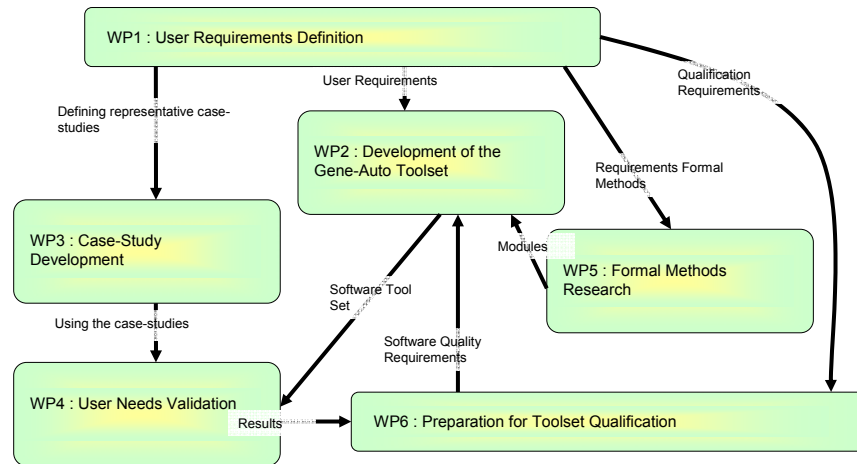 WP1 : User Requirements Definition
User Requirements
Qualification
Requirements
Defining representative case-
studies
WP2 : Development of the
Gene-Auto Toolset
Requirements Formal
Methods
WP3 : Case-Study
Development
Modules
WP5 : Formal Methods
Research
Software Tool
Set
Using the case-studies
Software Quality
Requirements
WP4 : User Needs Validation
Results
WP6 : Preparation for Toolset Qualification